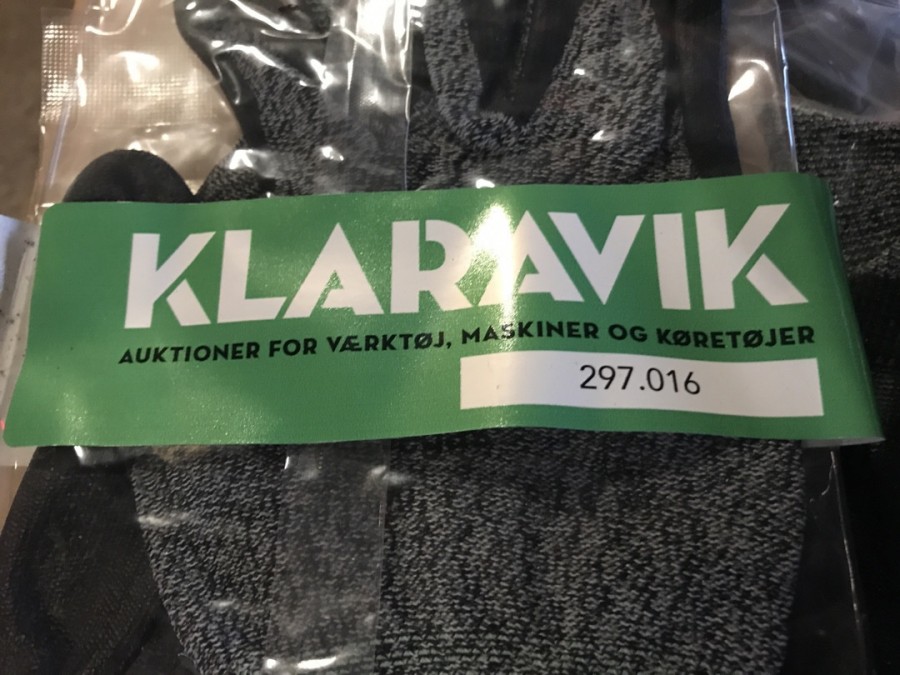 KLARAVIK
AUKTIONER FOR VÆRKTØJ, MASKINER OG KØRETØJER
297.016